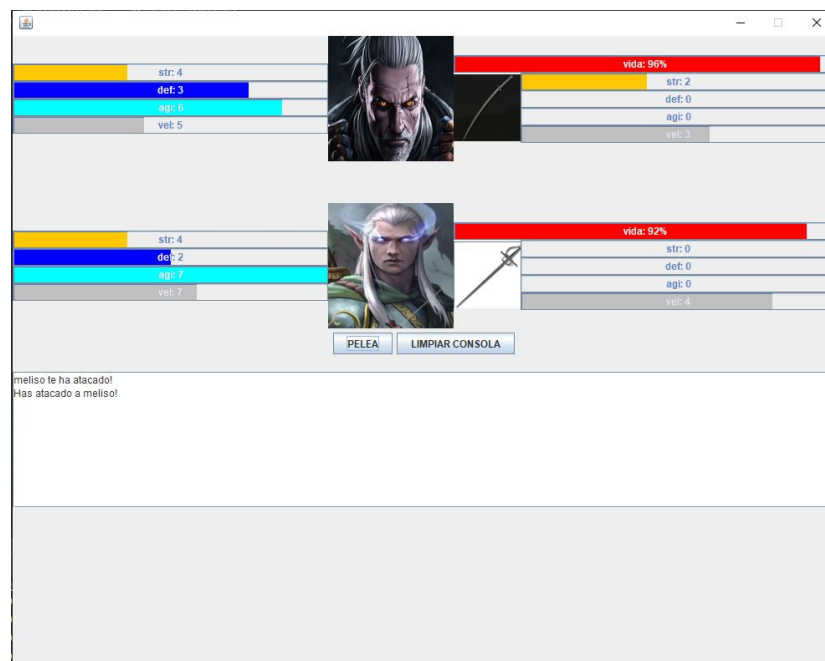 vida: 96%
str: 4
def: 3
agi: 6
vel: 5
str: 2
def: 0
agi: 0
vel: 3
vida: 92%
str: 4
def: 2
agi: 7
vel: 7
str: 0
def: 0
agi: 0
vel: 4
PELEA
LIMPIAR CONSOLA
meliso te ha atacado!
Has atacado a meliso!